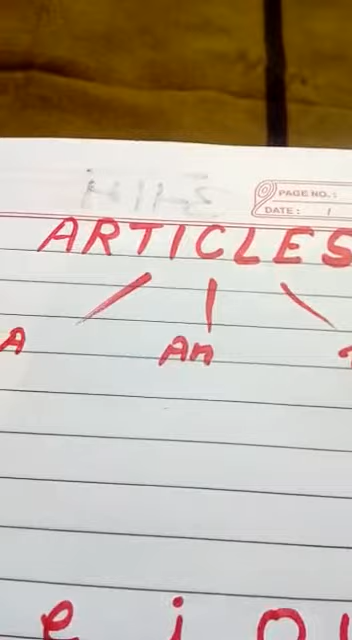 PAGE NO.:
DATE: /
ARTICLES
A An
e i o